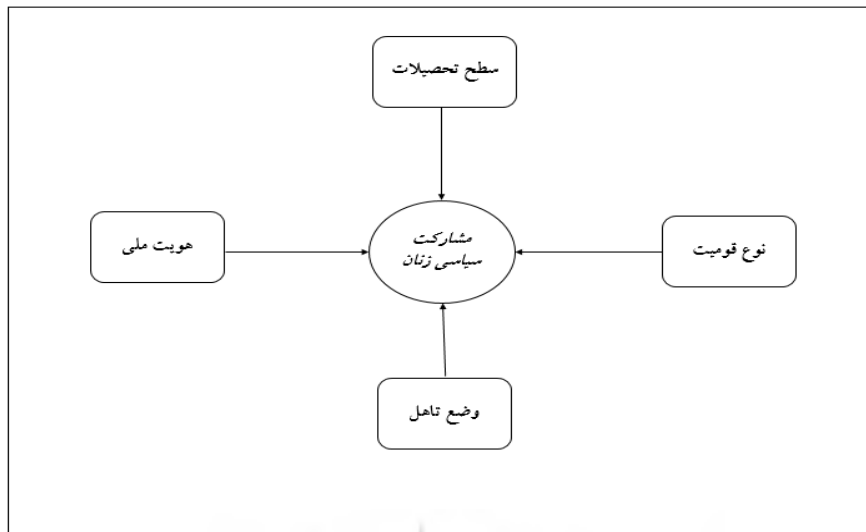 سطح تحصیلات
نوع قومیت
مشارکت
سیاسی زنان
هویت ملی
وضع تاهل